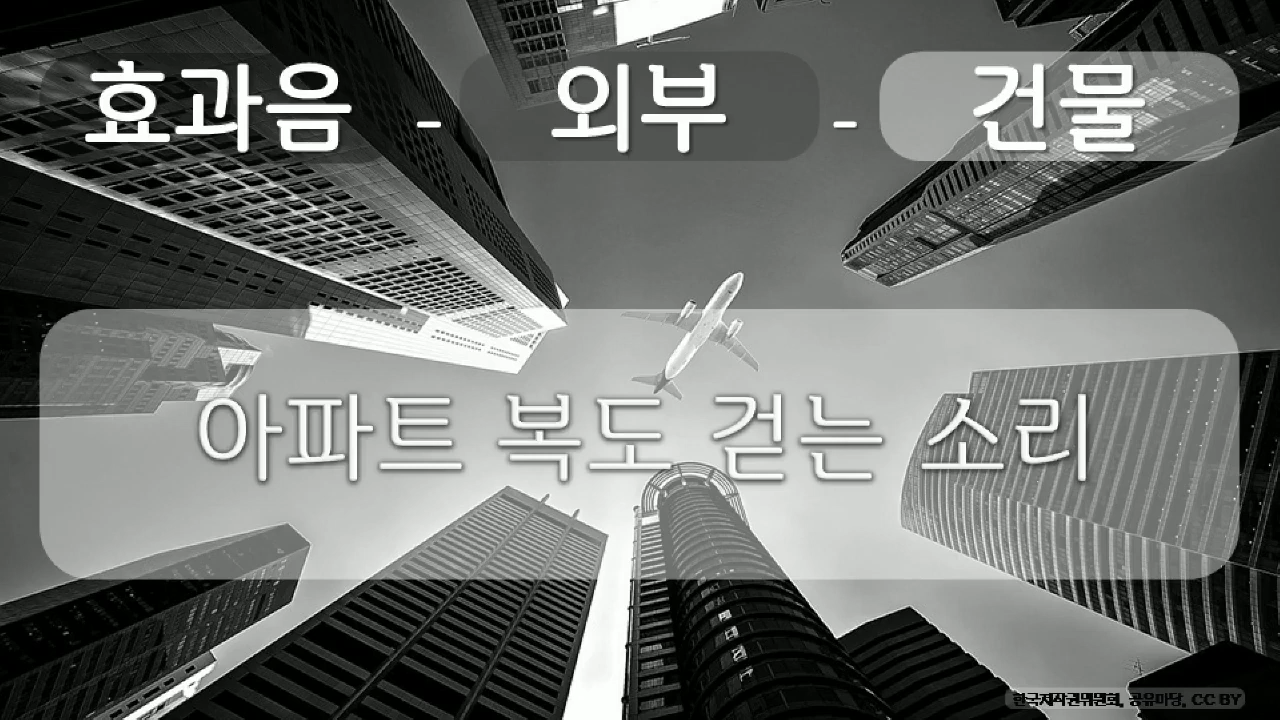 효과음 - 외부 - 건물
아파트 복도 걷는 소리
한국저작권위원회, 공유마당, CC BY